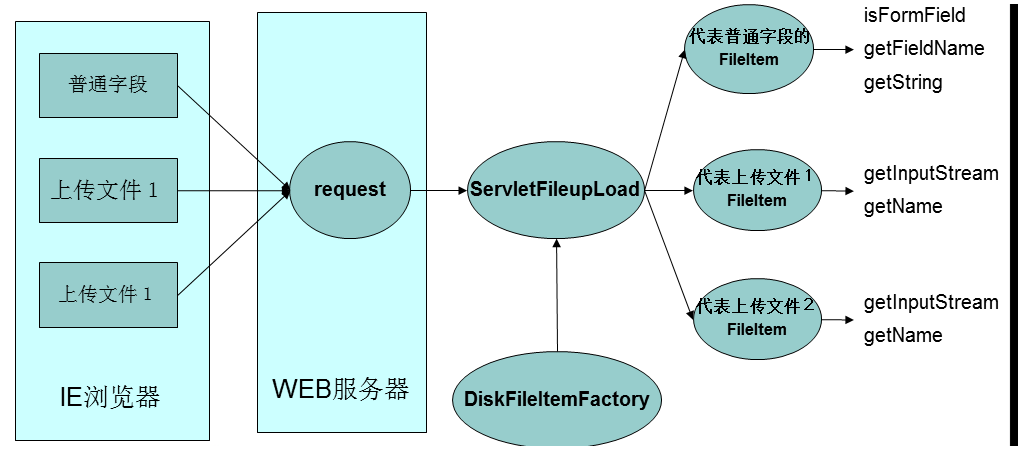 普通字段
上传文件１
上传文件１
IE浏览器
request
WEB服务器
ServletFileupLoad
DiskFileItemFactory
代表普通字段的
FileItem
isFormField
getFieldName
getString
代表上传文件１
FileItem
getInputStream
getName
代表上传文件２
FileItem
getInputStream
getName